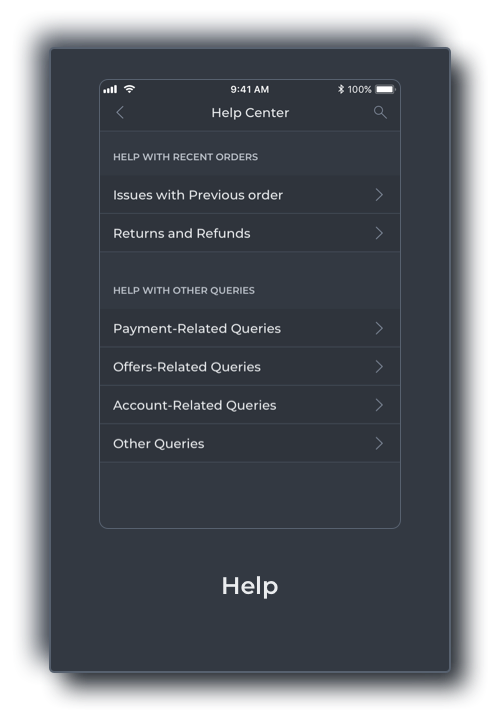 9:41 AM
100%
Help Center
HELP WITH RECENT ORDERS
Issues with Previous order
Returns and Refunds
HELP WITH OTHER QUERIES
Payment-Related Queries
Offers-Related Queries
Account-Related Queries
Other Queries
Help